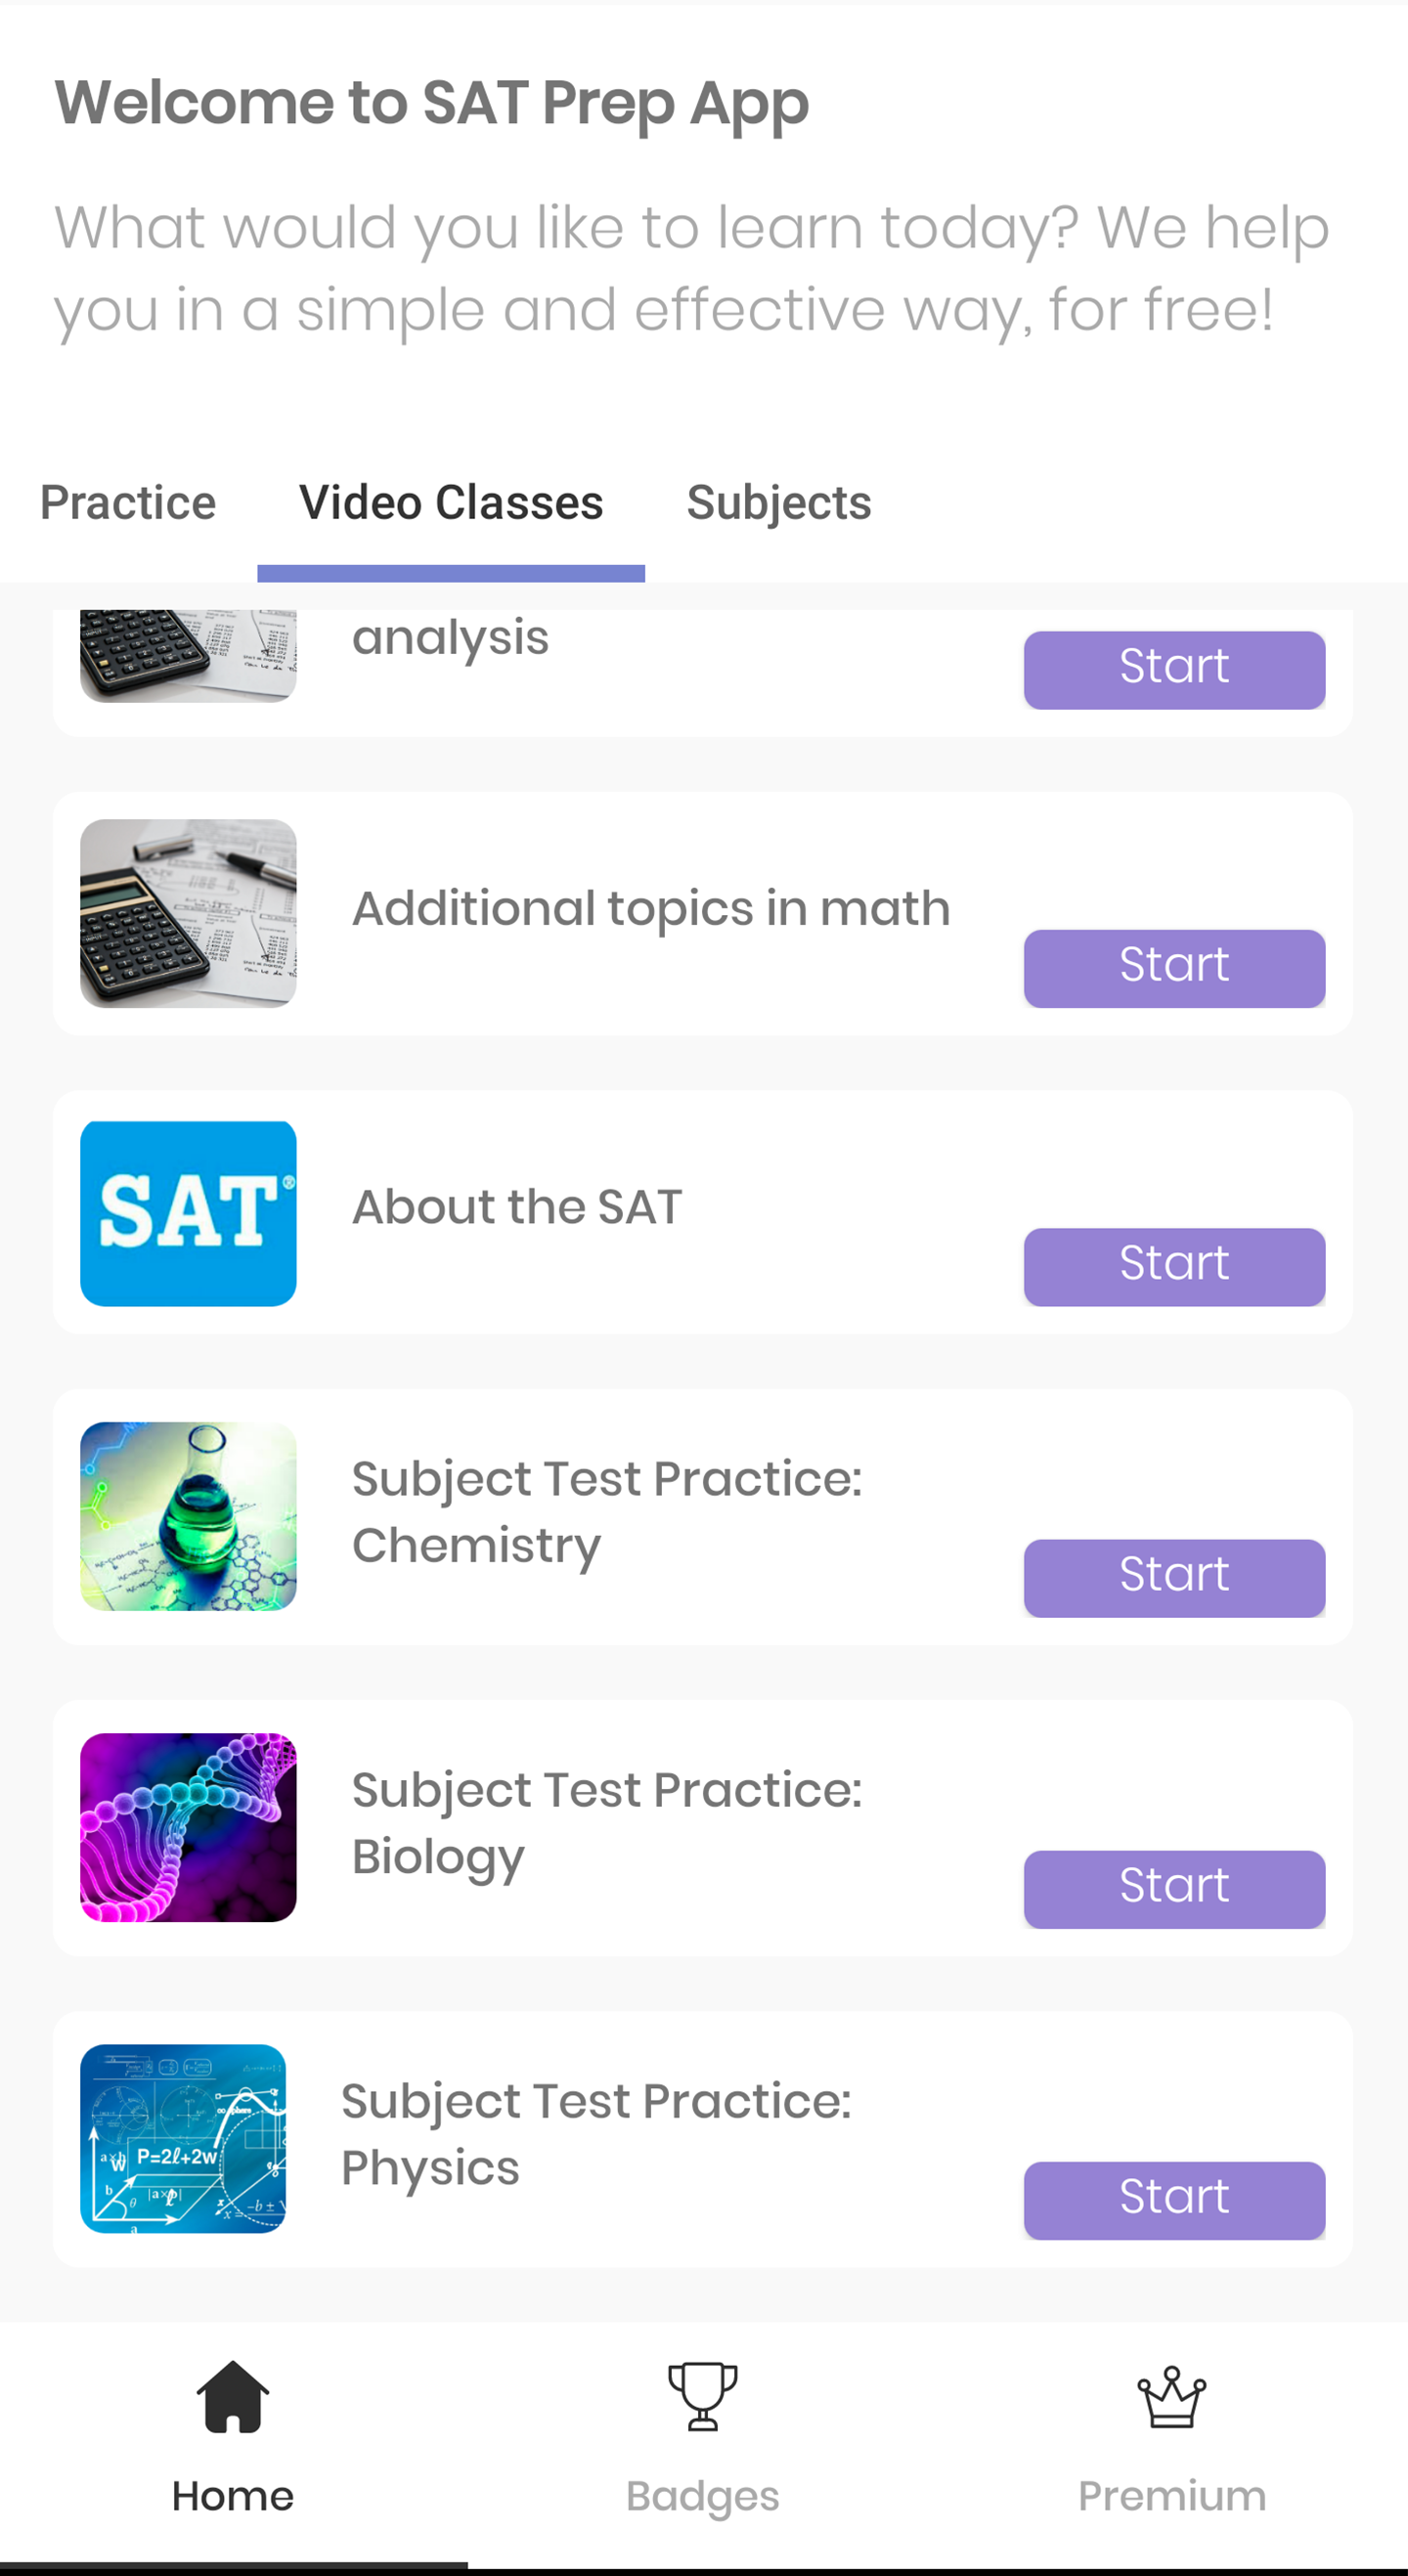 Welcome to SAT Prep App
What would you like to learn today? We help
you in a simple and effective way, for free!
Practice
Video Classes
Subjects
analysis
Start
Additional topics in math
Start
SAT®
About the SAT
Start
Subject Test Practice:
Chemistry
Start
Subject Test Practice:
Biology
Start
P=2ℓ+2w
Subject Test Practice:
Physics
Start
Home
Badges
Premium